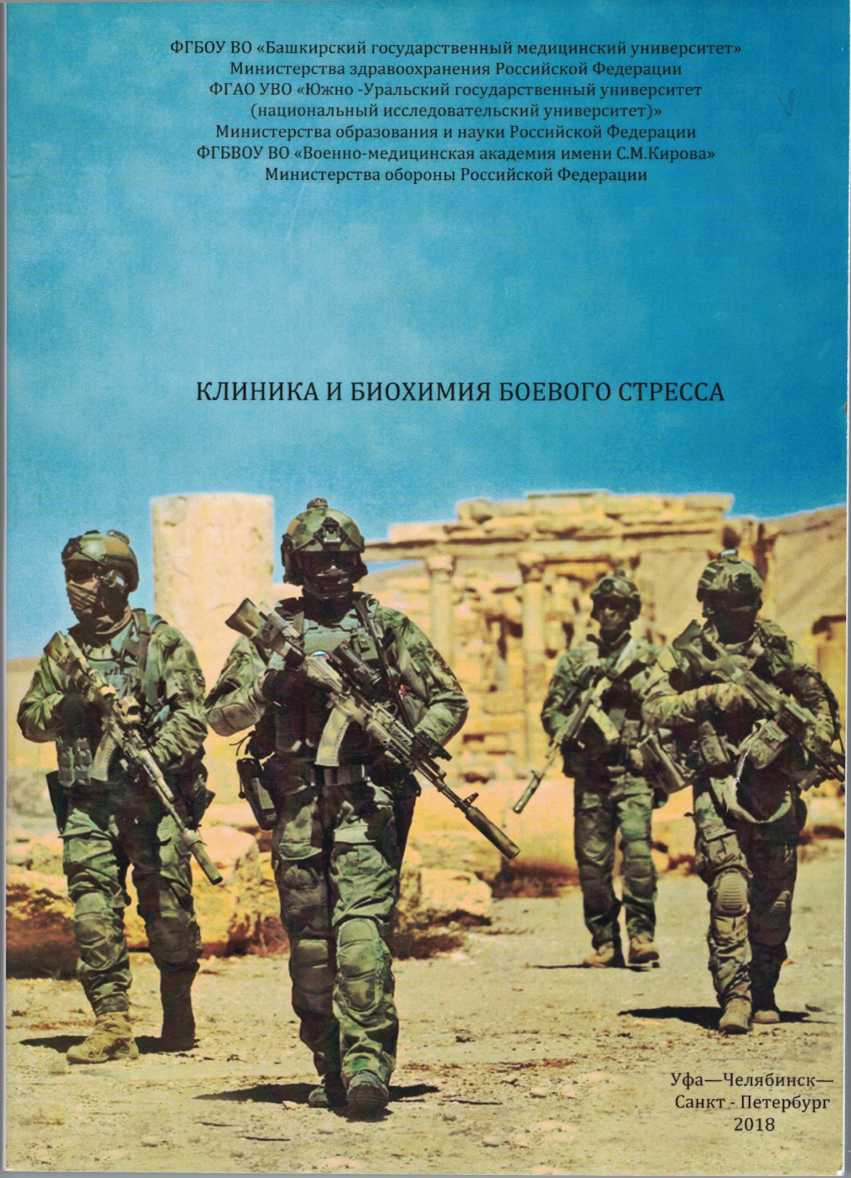 ФГБОУ ВО «Башкирский государственный медицинский университет»
Министерства здравоохранения Российской Федерации
ФГАО УВО «Южно -Уральский государственный университет
(национальный исследовательский университет)»
Министерства образования и науки Российской Федерации
ФГБВОУ ВО «Военно-медицинская академия имени С.М.Кирова»
Министерства обороны Российской Федерации
КЛИНИКА И БИОХИМИЯ БОЕВОГО СТРЕССА
Уфа—Челябинск—
Санкт - Петербург
2018